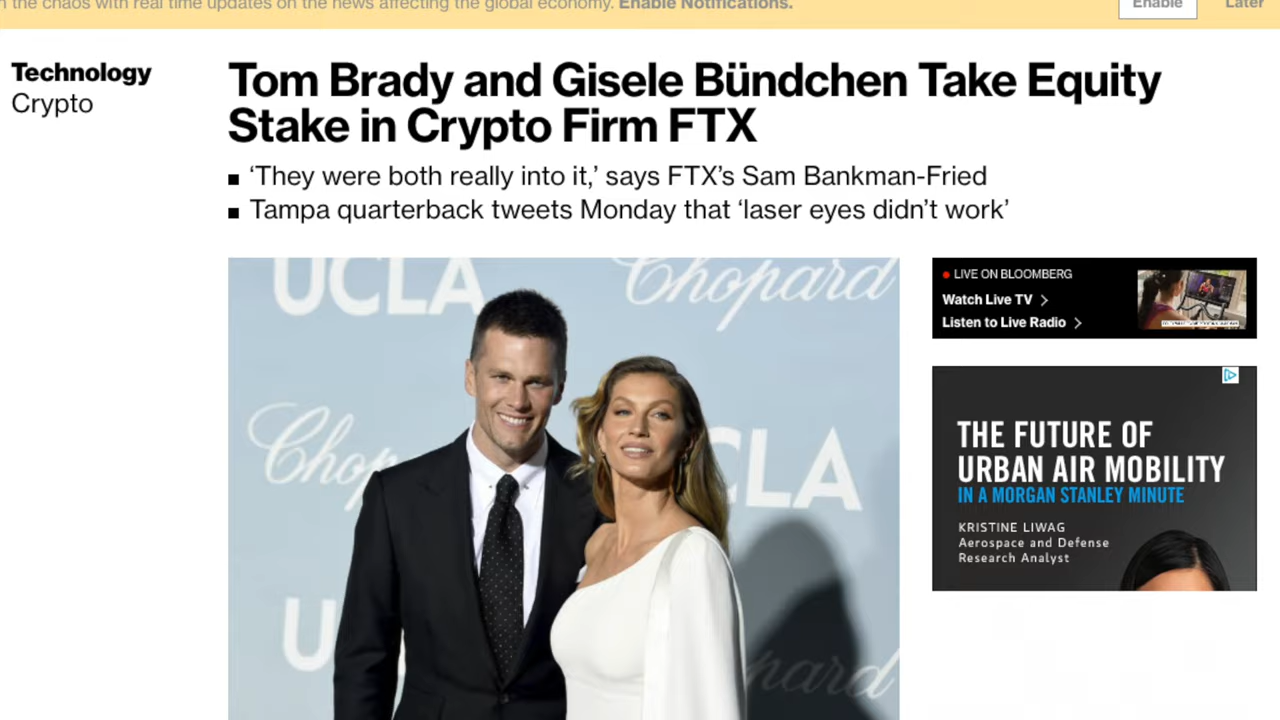 n the chaos with real time updates on the news affecting the global economy. Enable Notifications.
Enable
Later
Technology
Crypto
Tom Brady and Gisele Bündchen Take Equity
Stake in Crypto Firm FTX
‘They were both really into it,’ says FTX’s Sam Bankman-Fried
Tampa quarterback tweets Monday that ‘laser eyes didn’t work’
UCLA
Chopard
Chop
CLA
U
pard
LIVE ON BLOOMBERG
Watch Live TV
Listen to Live Radio
THE FUTURE OF
URBAN AIR MOBILITY
IN A MORGAN STANLEY MINUTE
KRISTINE LIWAG
Aerospace and Defense
Research Analyst